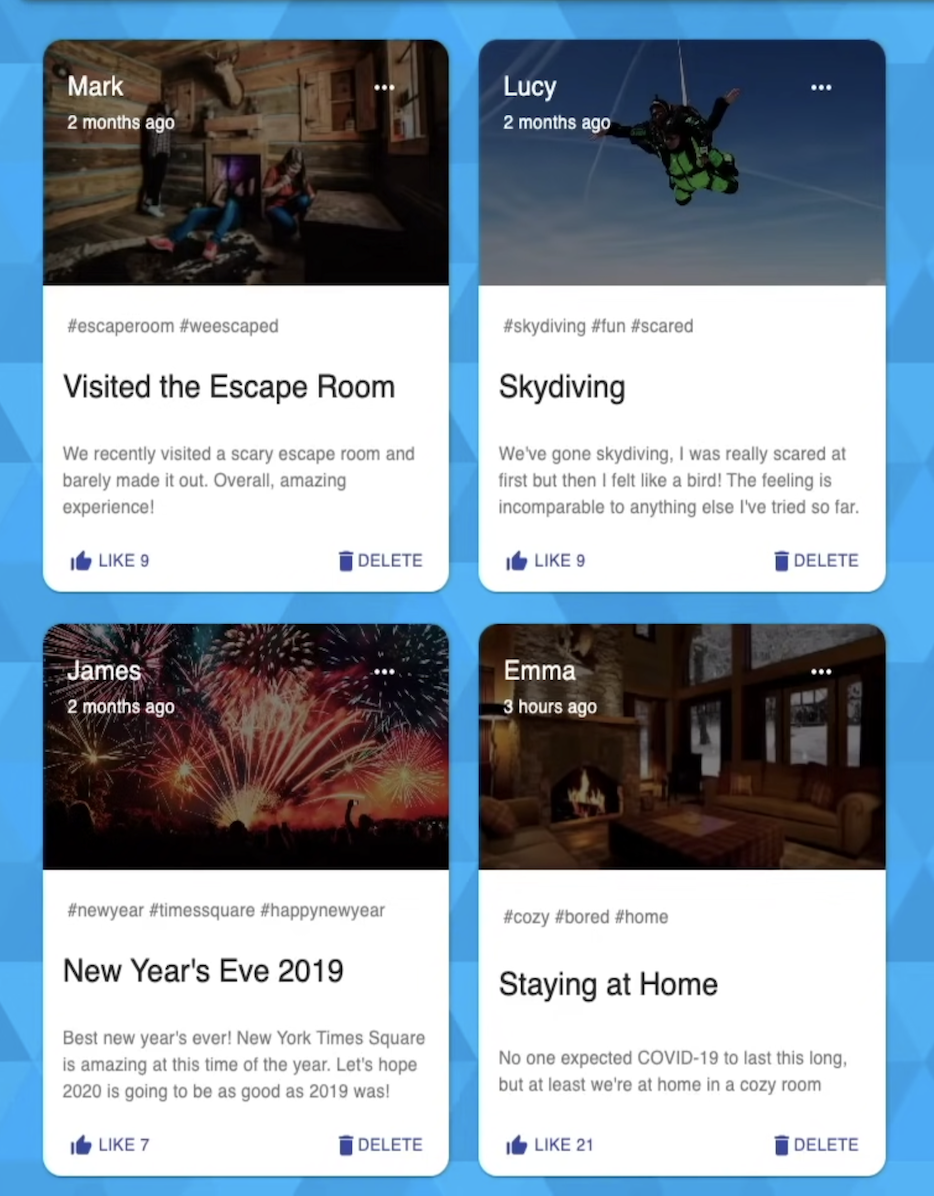 Mark
2 months ago
#escaperoom #weescaped
Visited the Escape Room
We recently visited a scary escape room and
barely made it out. Overall, amazing
experience!
LIKE 9
DELETE
Lucy
2 months ago
#skydiving #fun #scared
Skydiving
We've gone skydiving, I was really scared at
first but then I felt like a bird! The feeling is
incomparable to anything else I've tried so far.
LIKE 9
DELETE
James
2 months ago
#newyear #timessquare #happynewyear
New Year's Eve 2019
Best new year's ever! New York Times Square
is amazing at this time of the year. Let's hope
2020 is going to be as good as 2019 was!
LIKE 7
DELETE
Emma
3 hours ago
#cozy #bored #home
Staying at Home
No one expected COVID-19 to last this long,
but at least we're at home in a cozy room
LIKE 21
DELETE